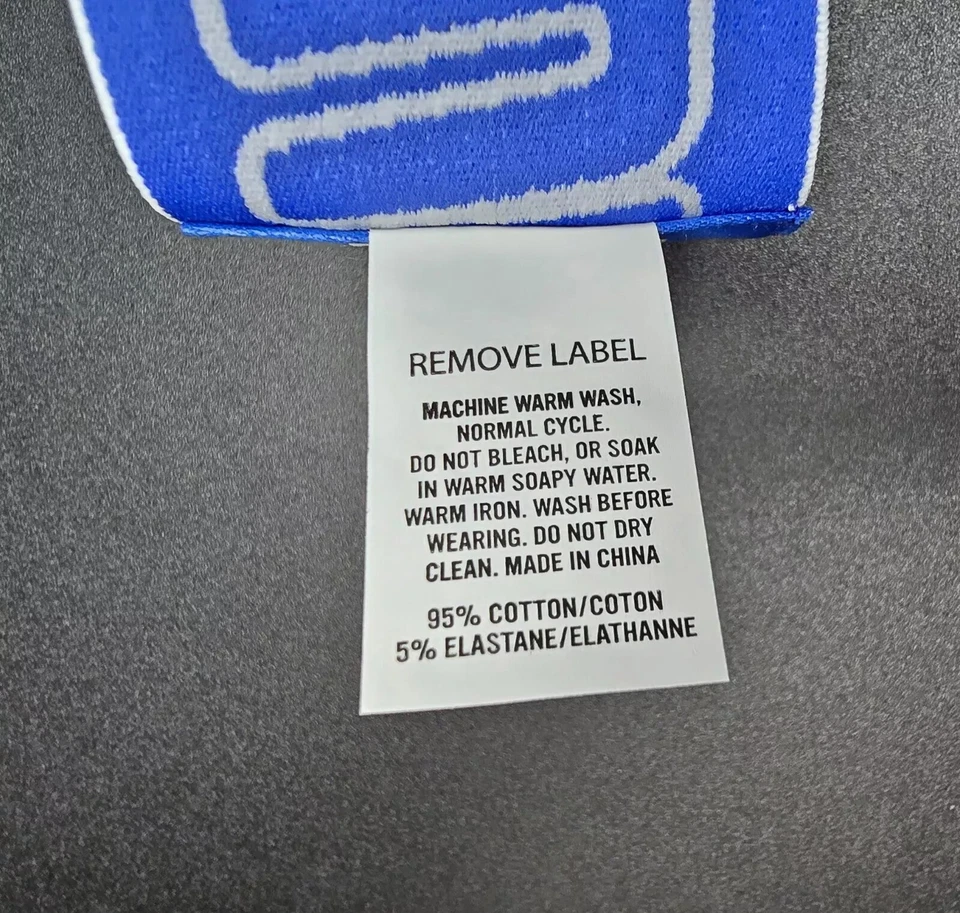 REMOVE LABEL
MACHINE WARM WASH,
NORMAL CYCLE.
DO NOT BLEACH, OR SOAK
IN WARM SOAPY WATER.
WARM IRON. WASH BEFORE
WEARING. DO NOT DRY
CLEAN. MADE IN CHINA
95% COTTON/COTON
5% ELASTANE/ELATHANNE